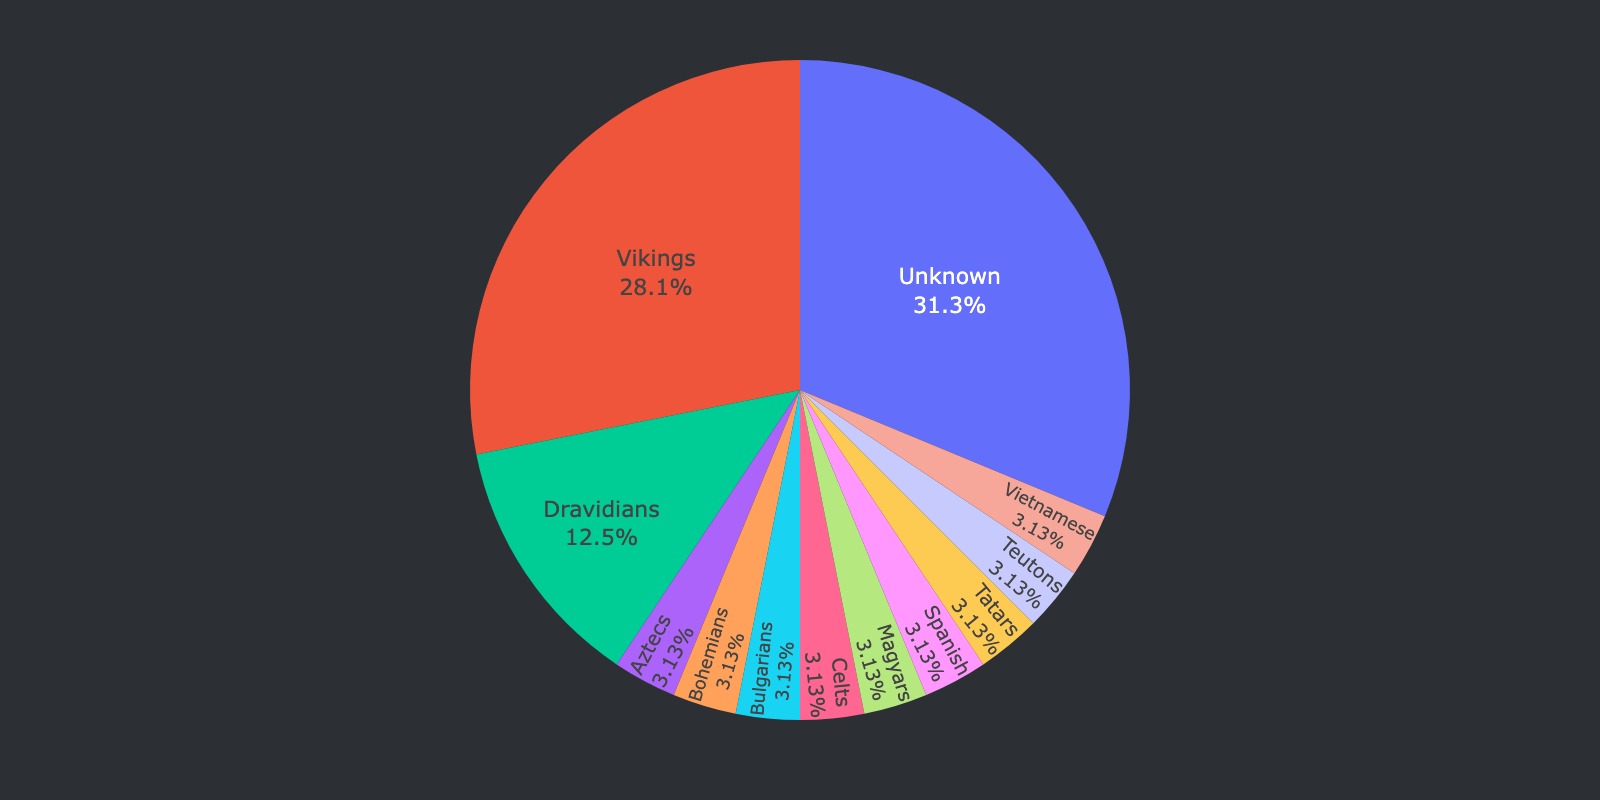 Vikings
28.1%
Unknown
31.3%
Dravidians
12.5%
Aztecs
3.13%
Bohemians
3.13%
Bulgarians
3.13%
Celts
3.13%
Magyars
3.13%
Spanish
3.13%
Tatars
3.13%
Teutons
3.13%
Vietnamese
3.13%